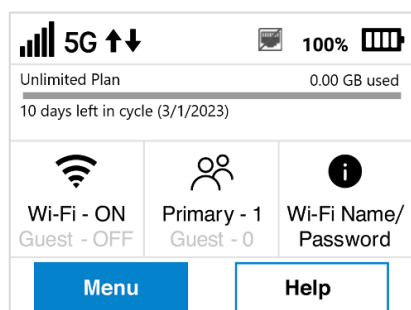 5G 100%
Unlimited Plan 0.00 GB used
10 days left in cycle (3/1/2023)
Wi-Fi - ON Primary - 1 Wi-Fi Name/
Guest - OFF Guest - 0 Password
Menu Help